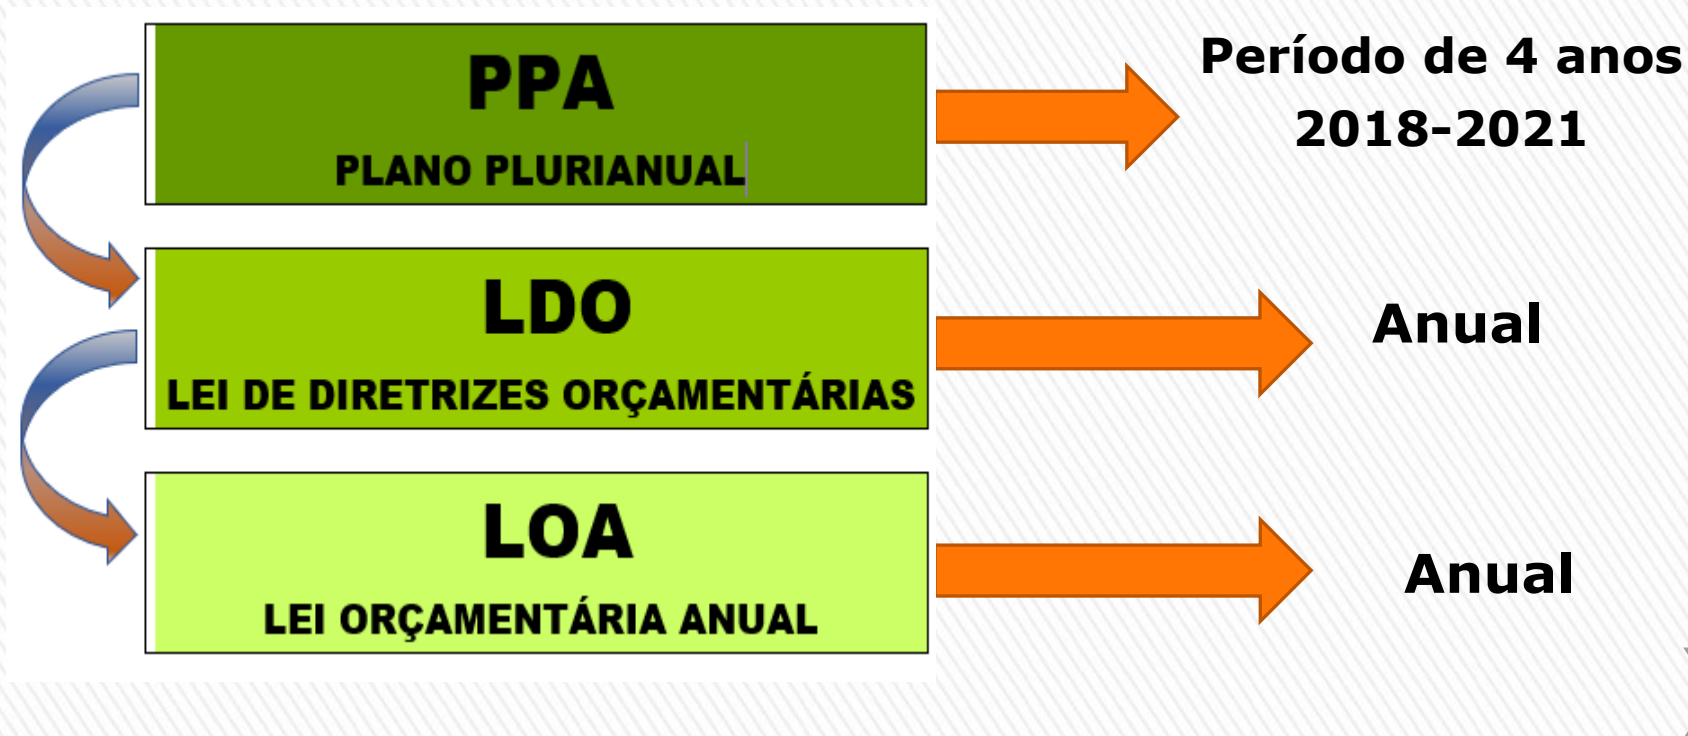 PPA
PLANO PLURIANUAL
Período de 4 anos
2018-2021
LDO
LEI DE DIRETRIZES ORÇAMENTÁRIAS
Anual
LOA
LEI ORÇAMENTÁRIA ANUAL
Anual